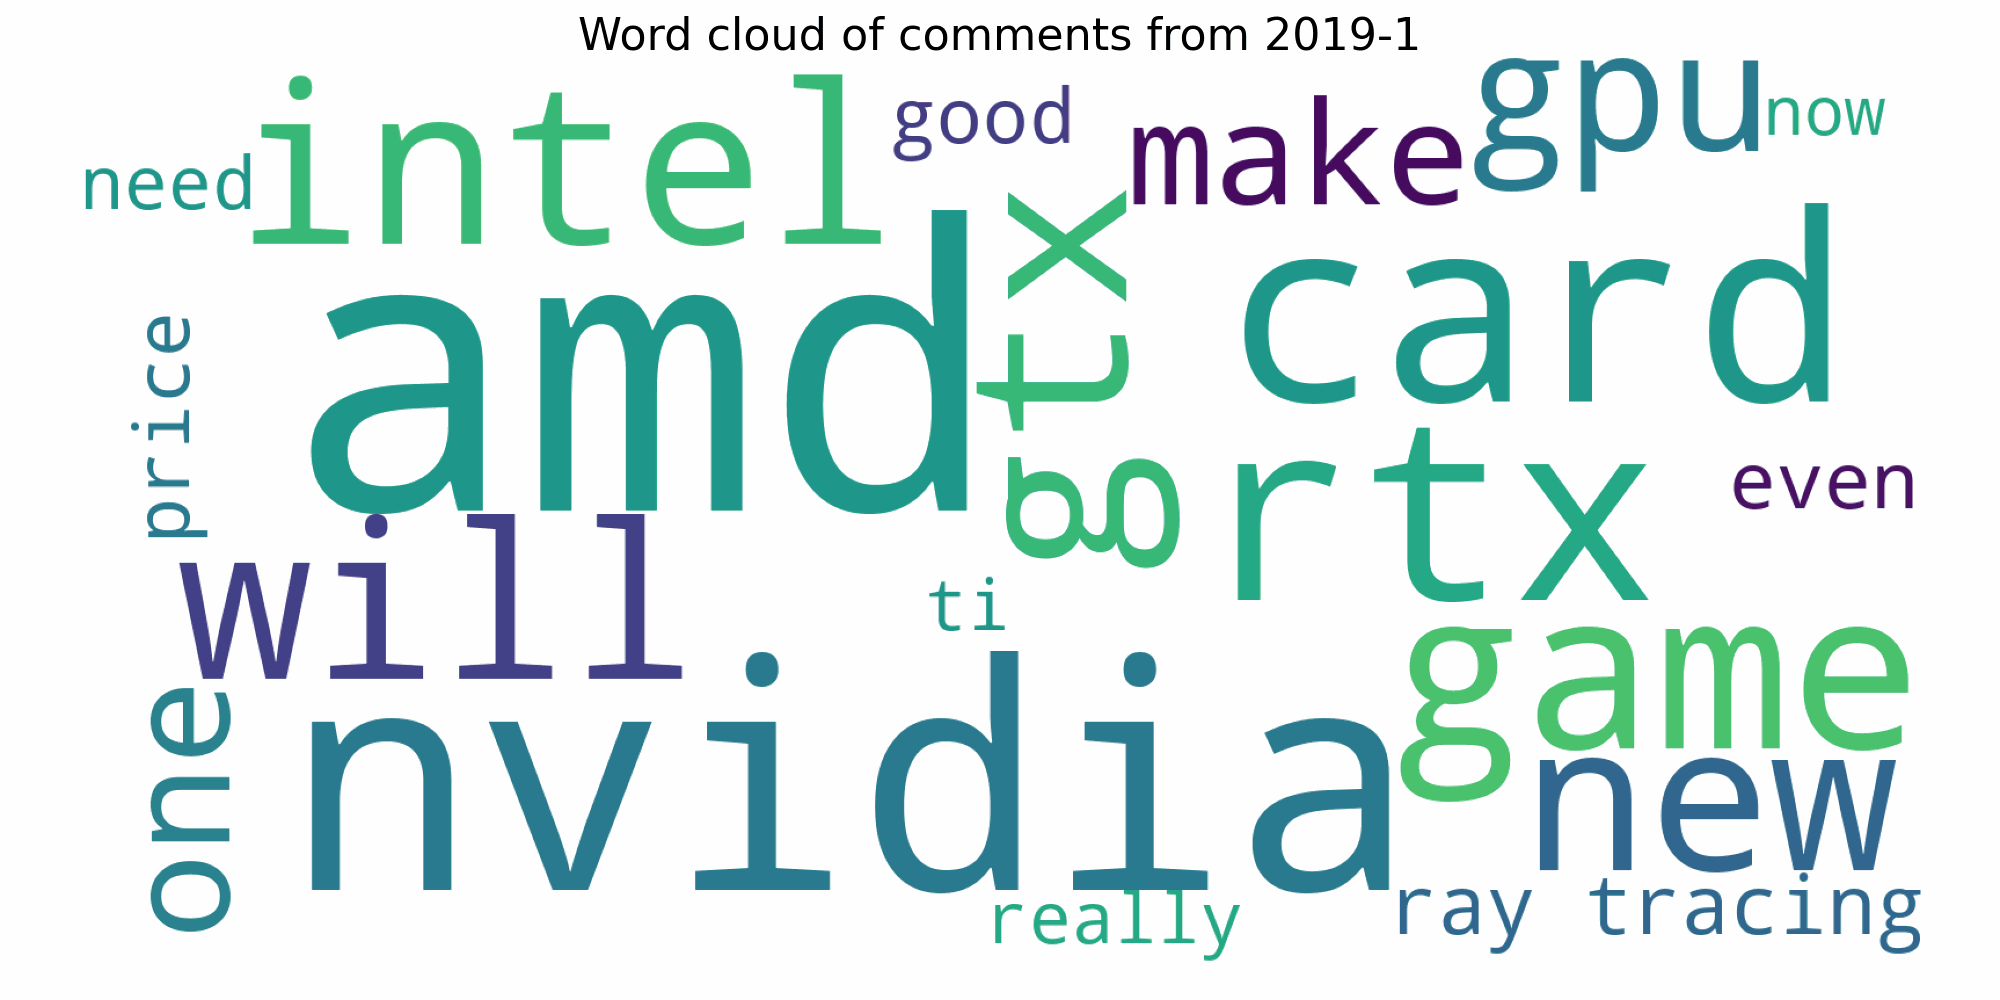 Word cloud of comments from 2019-1
intel
good
make
gpu
now
need
amd
gtx
card
price
rtx
even
will
ti
game
one
nvidia
new
really
ray tracing